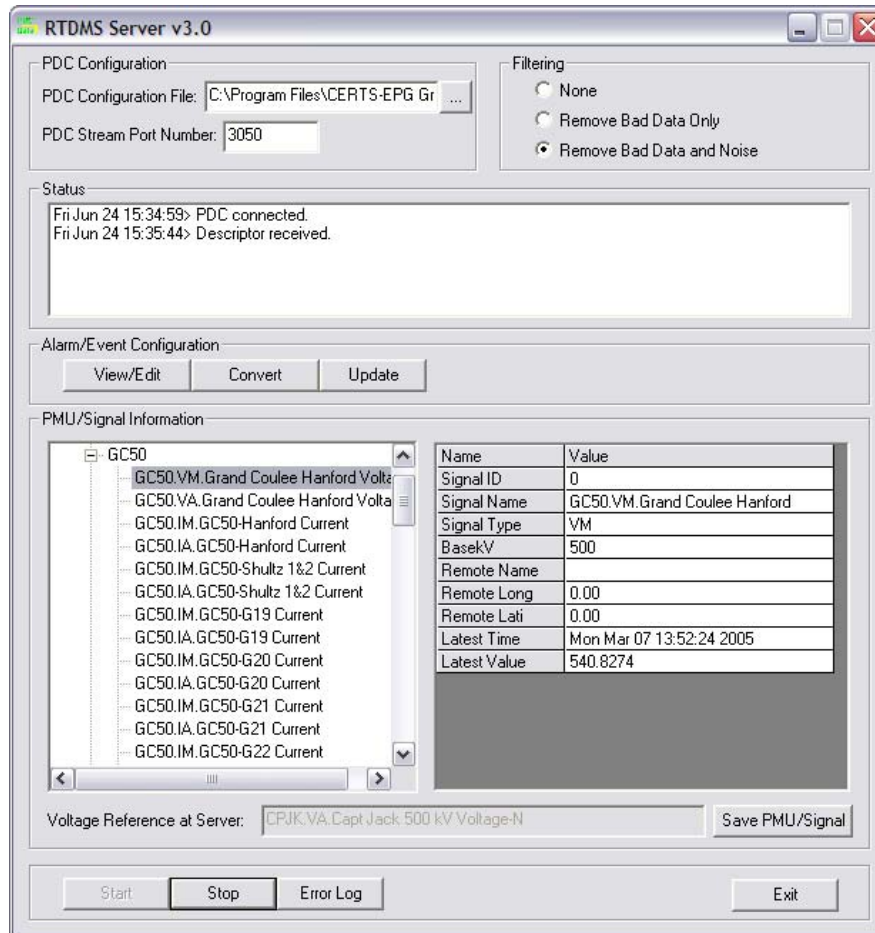 RTDMS Server v3.0
PDC Configuration
PDC Configuration File: C:\Program Files\CERTS-EPG Gr ...
PDC Stream Port Number: 3050
Filtering
None
Remove Bad Data Only
Remove Bad Data and Noise
Status
Fri Jun 24 15:34:59> PDC connected.
Fri Jun 24 15:35:44> Descriptor received.
Alarm/Event Configuration
View/Edit Convert Update
PMU/Signal Information
GC50
GC50.VM.Grand Coulee Hanford Volta
GC50.VA.Grand Coulee Hanford Volta
GC50.IM.GC50-Hanford Current
GC50.IA.GC50-Hanford Current
GC50.IM.GC50-Shultz 1&2 Current
GC50.IA.GC50-Shultz 1&2 Current
GC50.IM.GC50-G19 Current
GC50.IA.GC50-G19 Current
GC50.IM.GC50-G20 Current
GC50.IA.GC50-G20 Current
GC50.IM.GC50-G21 Current
GC50.IA.GC50-G21 Current
GC50.IM.GC50-G22 Current
Name Value
Signal ID 0
Signal Name GC50.VM.Grand Coulee Hanford
Signal Type VM
BasekV 500
Remote Name
Remote Long 0.00
Remote Lati 0.00
Latest Time Mon Mar 07 13:52:24 2005
Latest Value 540.8274
Voltage Reference at Server: CPJK.VA.Capt Jack 500 kV Voltage-N Save PMU/Signal
Start Stop Error Log Exit